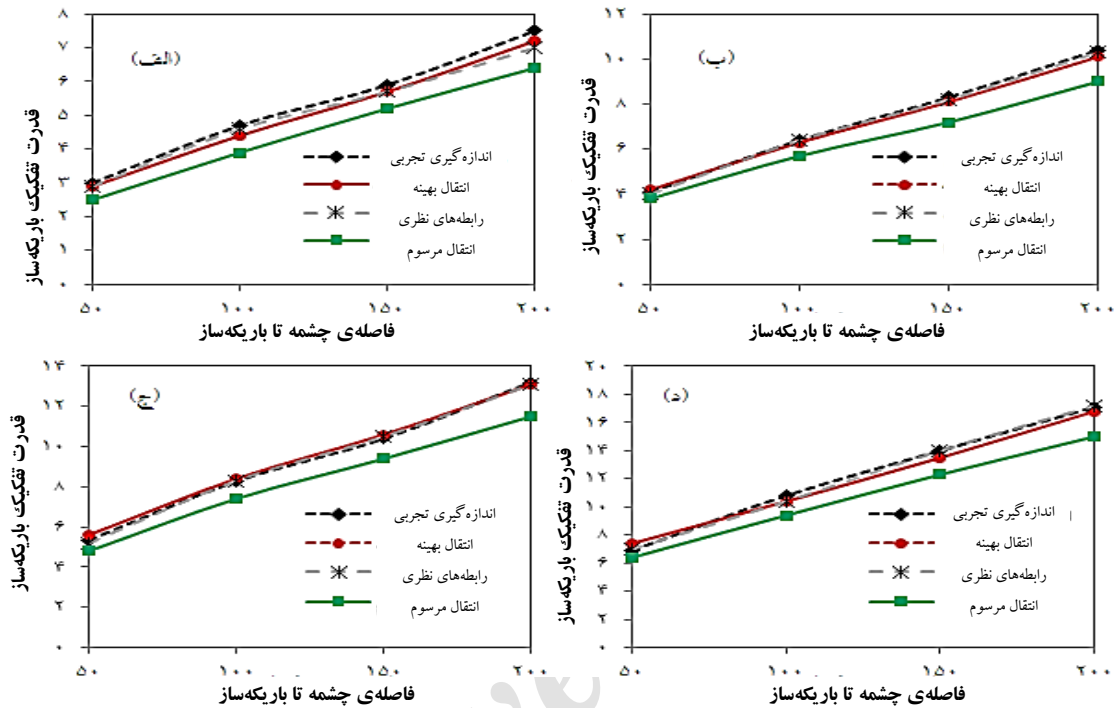 (الف)
قدرت تفکیک باریکه‌ساز
۸
۷
۶
۵
۴
۳
۲
۱
۰
اندازه‌گیری تجربی
انتقال بهینه
رابطه‌های نظری
انتقال مرسوم
۵۰ ۱۰۰ ۱۵۰ ۲۰۰
فاصله‌ی چشمه تا باریکه‌ساز
(ب)
قدرت تفکیک باریکه‌ساز
۱۲
۱۰
۸
۶
۴
۲
۰
اندازه‌گیری تجربی
انتقال بهینه
رابطه‌های نظری
انتقال مرسوم
۵۰ ۱۰۰ ۱۵۰ ۲۰۰
فاصله‌ی چشمه تا باریکه‌ساز
(ج)
قدرت تفکیک باریکه‌ساز
۱۴
۱۲
۱۰
۸
۶
۴
۲
۰
اندازه‌گیری تجربی
انتقال بهینه
رابطه‌های نظری
انتقال مرسوم
۵۰ ۱۰۰ ۱۵۰ ۲۰۰
فاصله‌ی چشمه تا باریکه‌ساز
(د)
قدرت تفکیک باریکه‌ساز
۲۰
۱۸
۱۶
۱۴
۱۲
۱۰
۸
۶
۴
۲
۰
اندازه‌گیری تجربی
انتقال بهینه
رابطه‌های نظری
انتقال مرسوم
۵۰ ۱۰۰ ۱۵۰ ۲۰۰
فاصله‌ی چشمه تا باریکه‌ساز